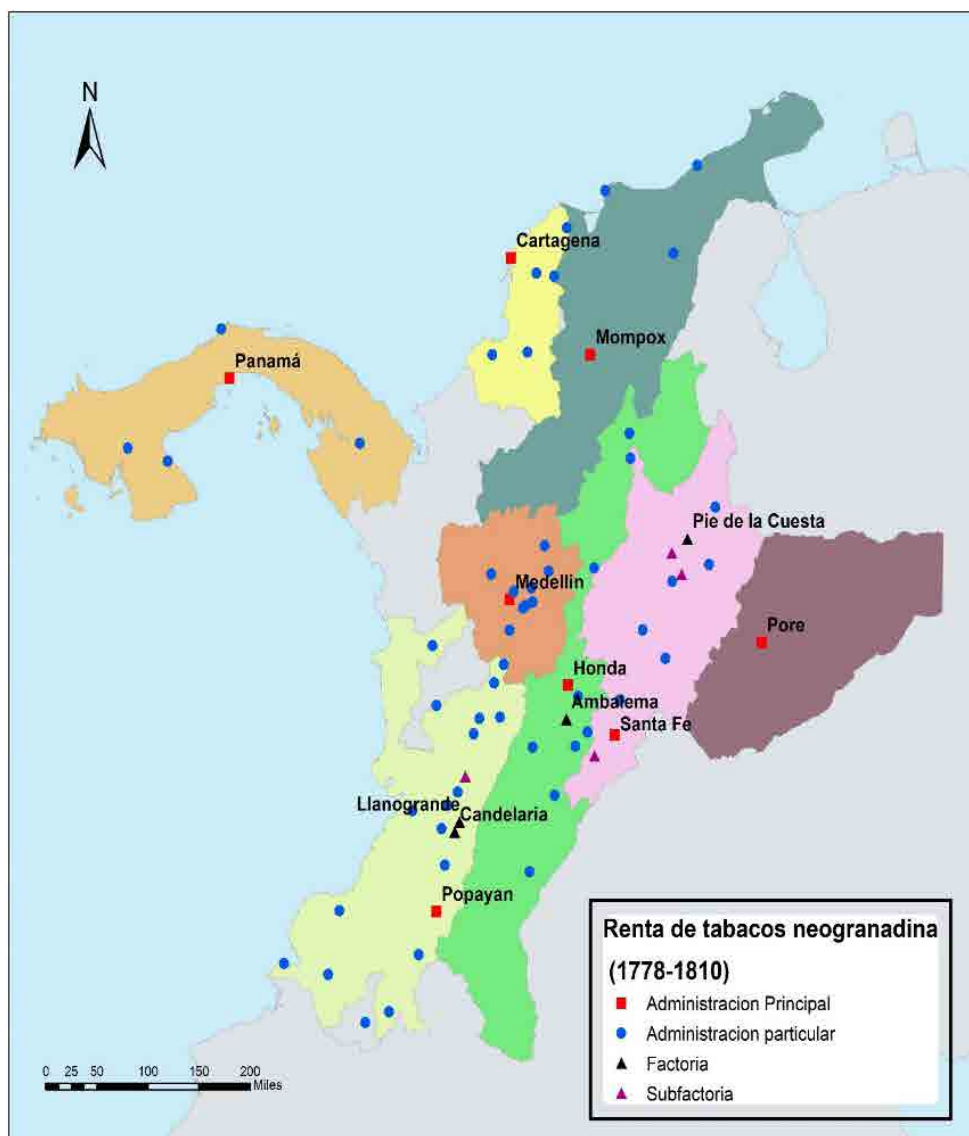 N
Cartagena
Mompox
Panamá
Pie de la Cuesta
Medellin
Pore
Honda
Ambalema
Santa Fe
Llanogrande
Candelaria
Popayan
Renta de tabacos neogranadina
(1778-1810)
Administracion Principal
Administracion particular
Factoria
Subfactoria
0 25 50 100 150 200
Miles